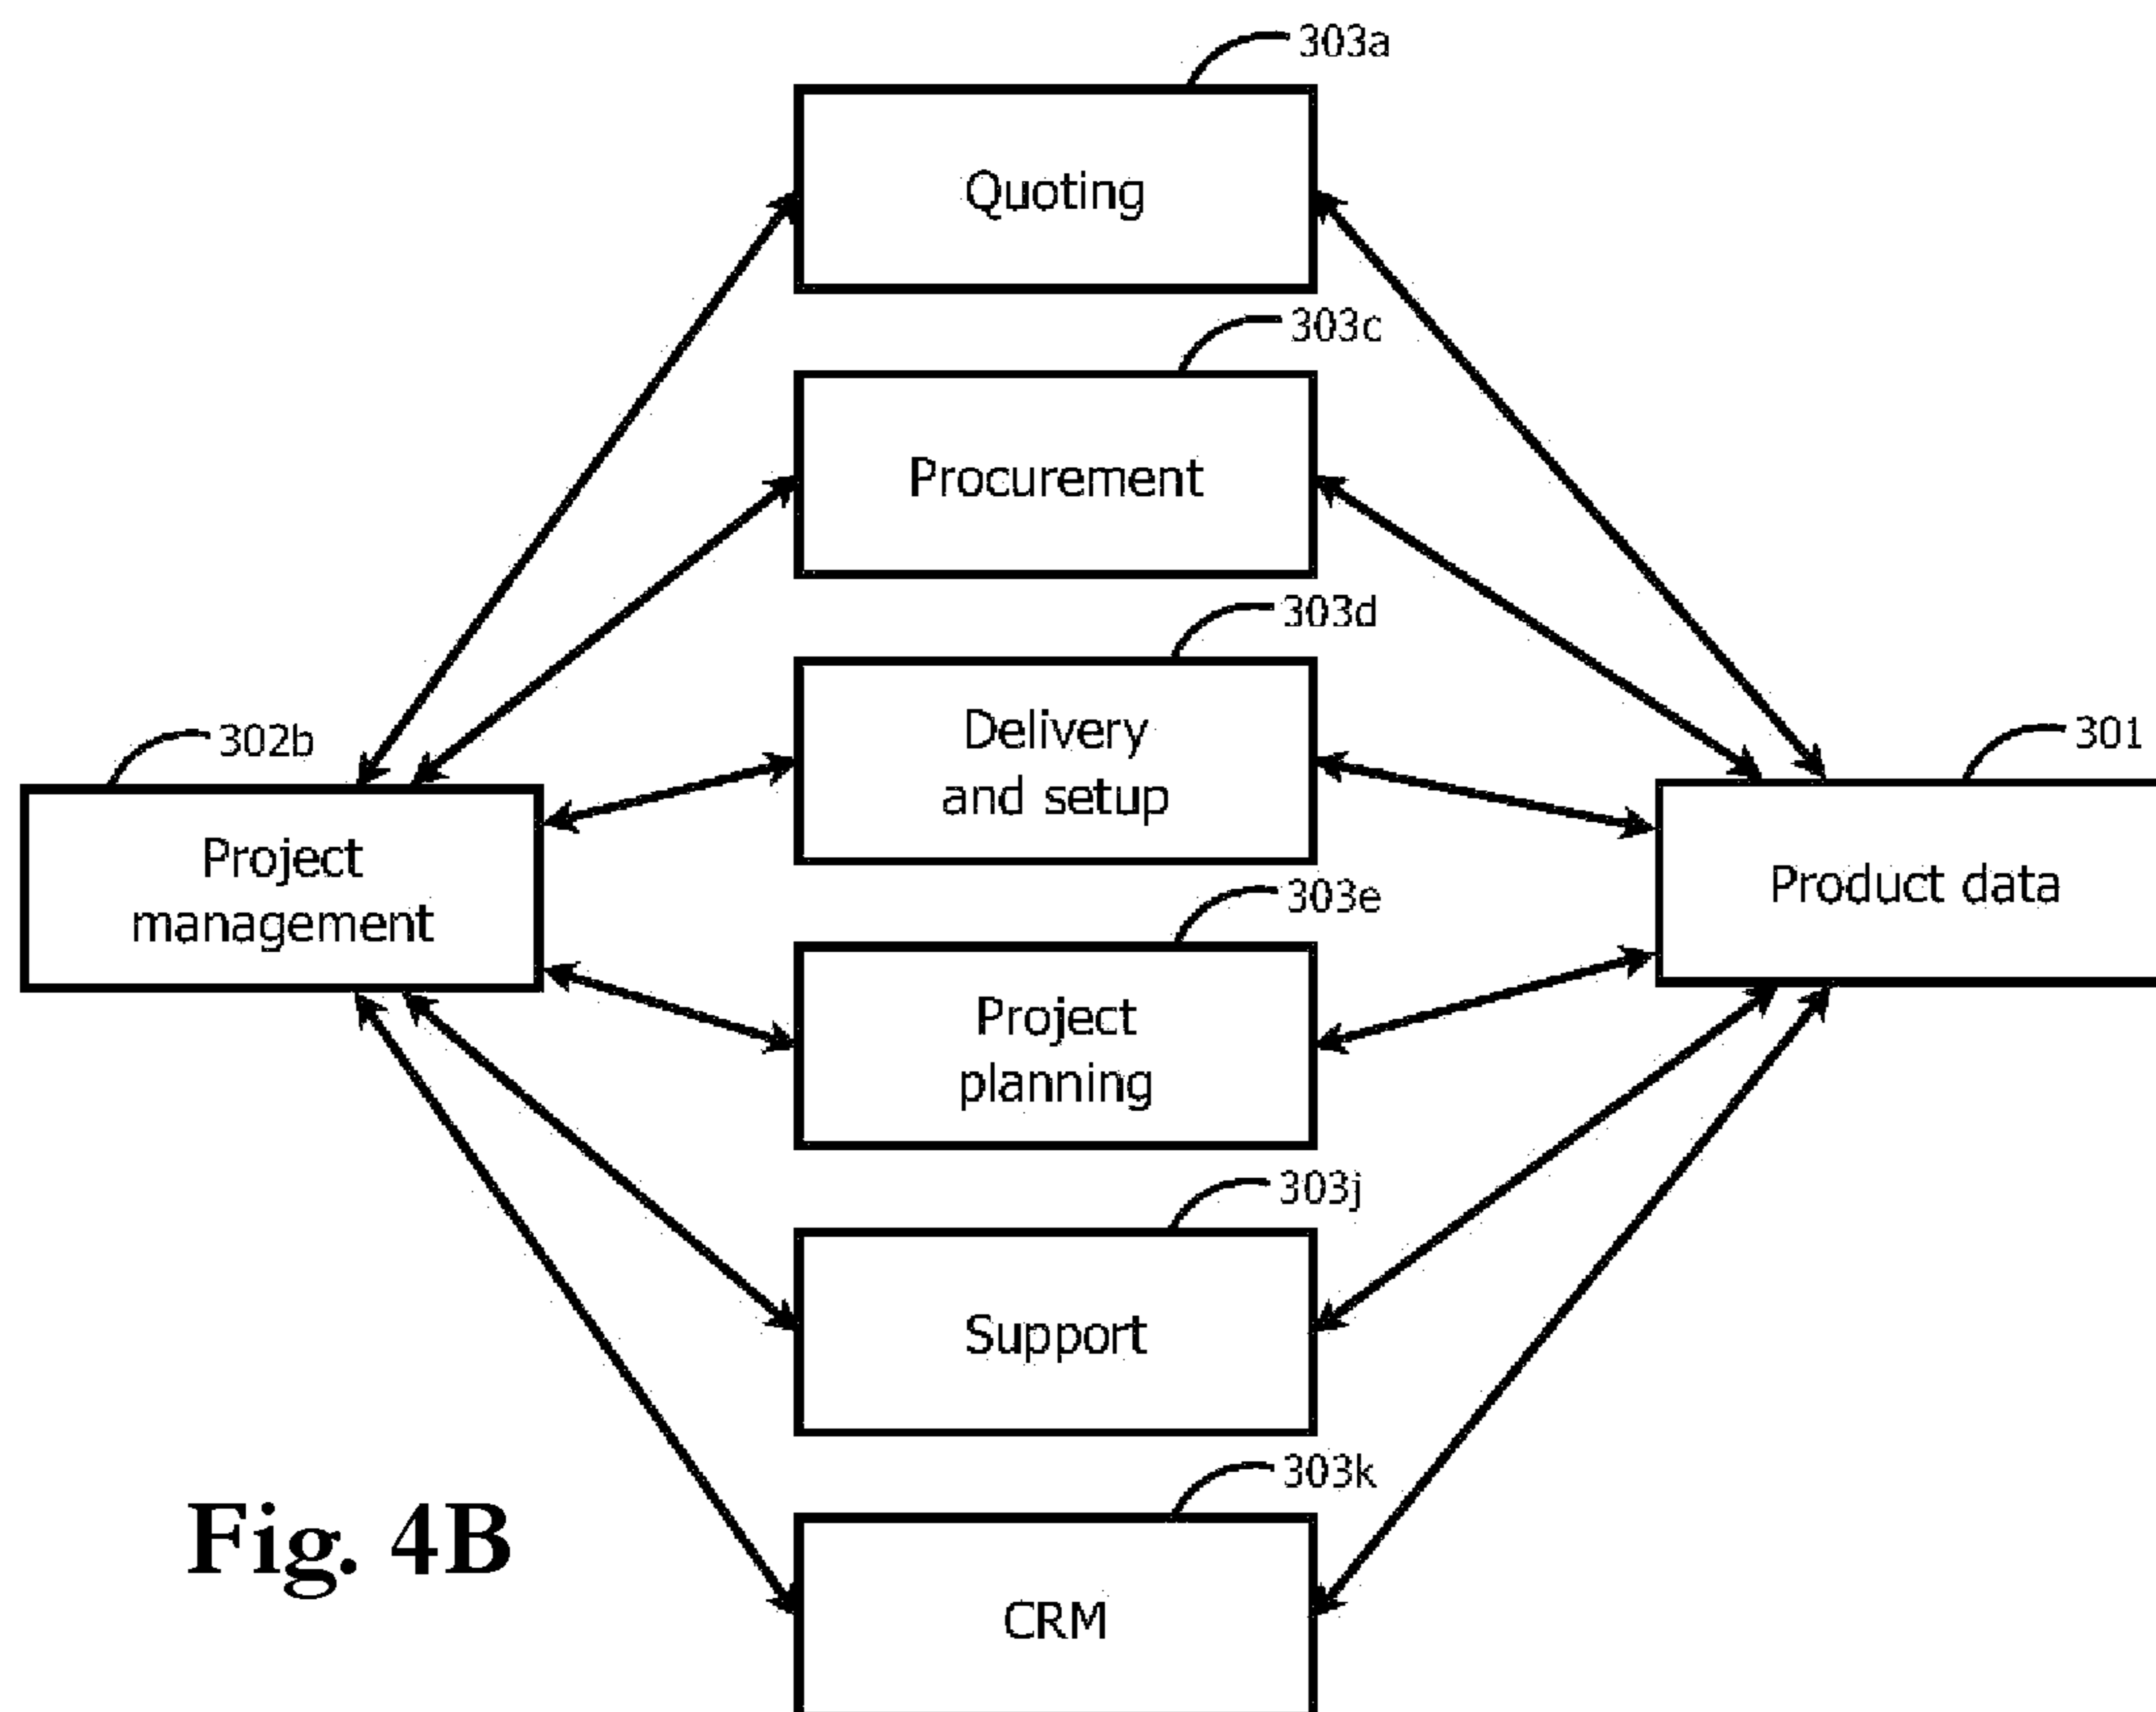 303a
Quoting
303c
Procurement
303d
Delivery
and setup
302b
Project
management
301
Product data
303e
Project
planning
303j
Support
303k
CRM
Fig. 4B